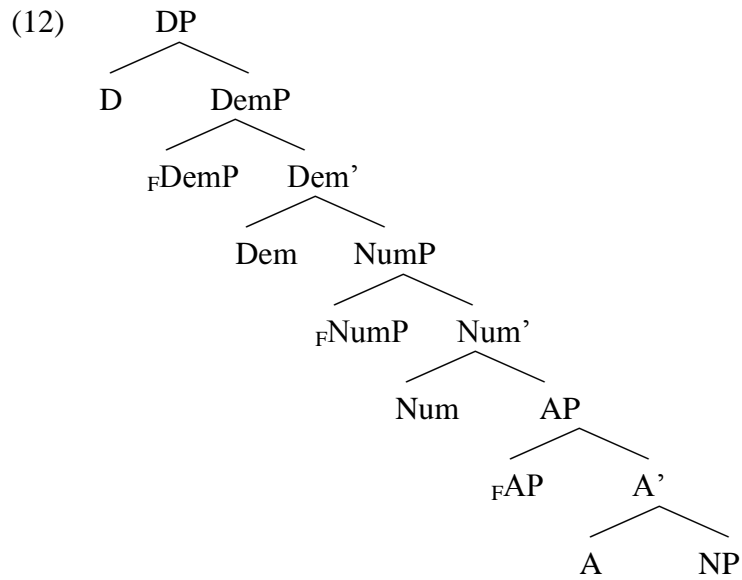 (12) DP
D DemP
FDemP Dem’
Dem NumP
FNumP Num’
Num AP
FAP A’
A NP